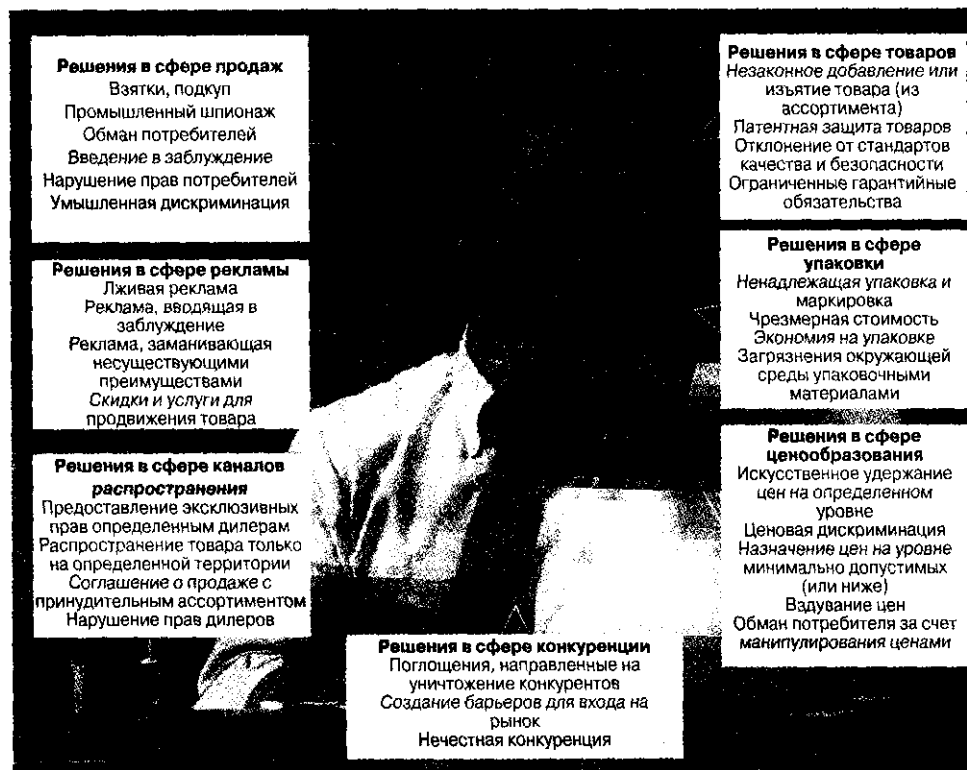 Решения в сфере продаж
Взятки, подкуп
Промышленный шпионаж
Обман потребителей
Введение в заблуждение
Нарушение прав потребителей
Умышленная дискриминация
Решения в сфере рекламы
Лживая реклама
Реклама, вводящая в
заблуждение
Реклама, заманивающая
несуществующими
преимуществами
Скидки и услуги для
продвижения товара
Решения в сфере каналов
распространения
Предоставление эксклюзивных
прав определенным дилерам
Распространение товара только
на определенной территории
Соглашение о продаже с
принудительным ассортиментом
Нарушение прав дилеров
Решения в сфере конкуренции
Поглощения, направленные на
уничтожение конкурентов
Создание барьеров для входа на
рынок
Нечестная конкуренция
Решения в сфере товаров
Незаконное добавление или
изъятие товара (из
ассортимента)
Патентная защита товаров
Отклонение от стандартов
качества и безопасности
Ограниченные гарантийные
обязательства
Решения в сфере
упаковки
Ненадлежащая упаковка и
маркировка
Чрезмерная стоимость
Экономия на упаковке
Загрязнения окружающей
среды упаковочными
материалами
Решения в сфере
ценообразования
Искусственное удержание
цен на определенном
уровне
Ценовая дискриминация
Назначение цен на уровне
минимально допустимых
(или ниже)
Вздувание цен
Обман потребителя за счет
манипулирования ценами